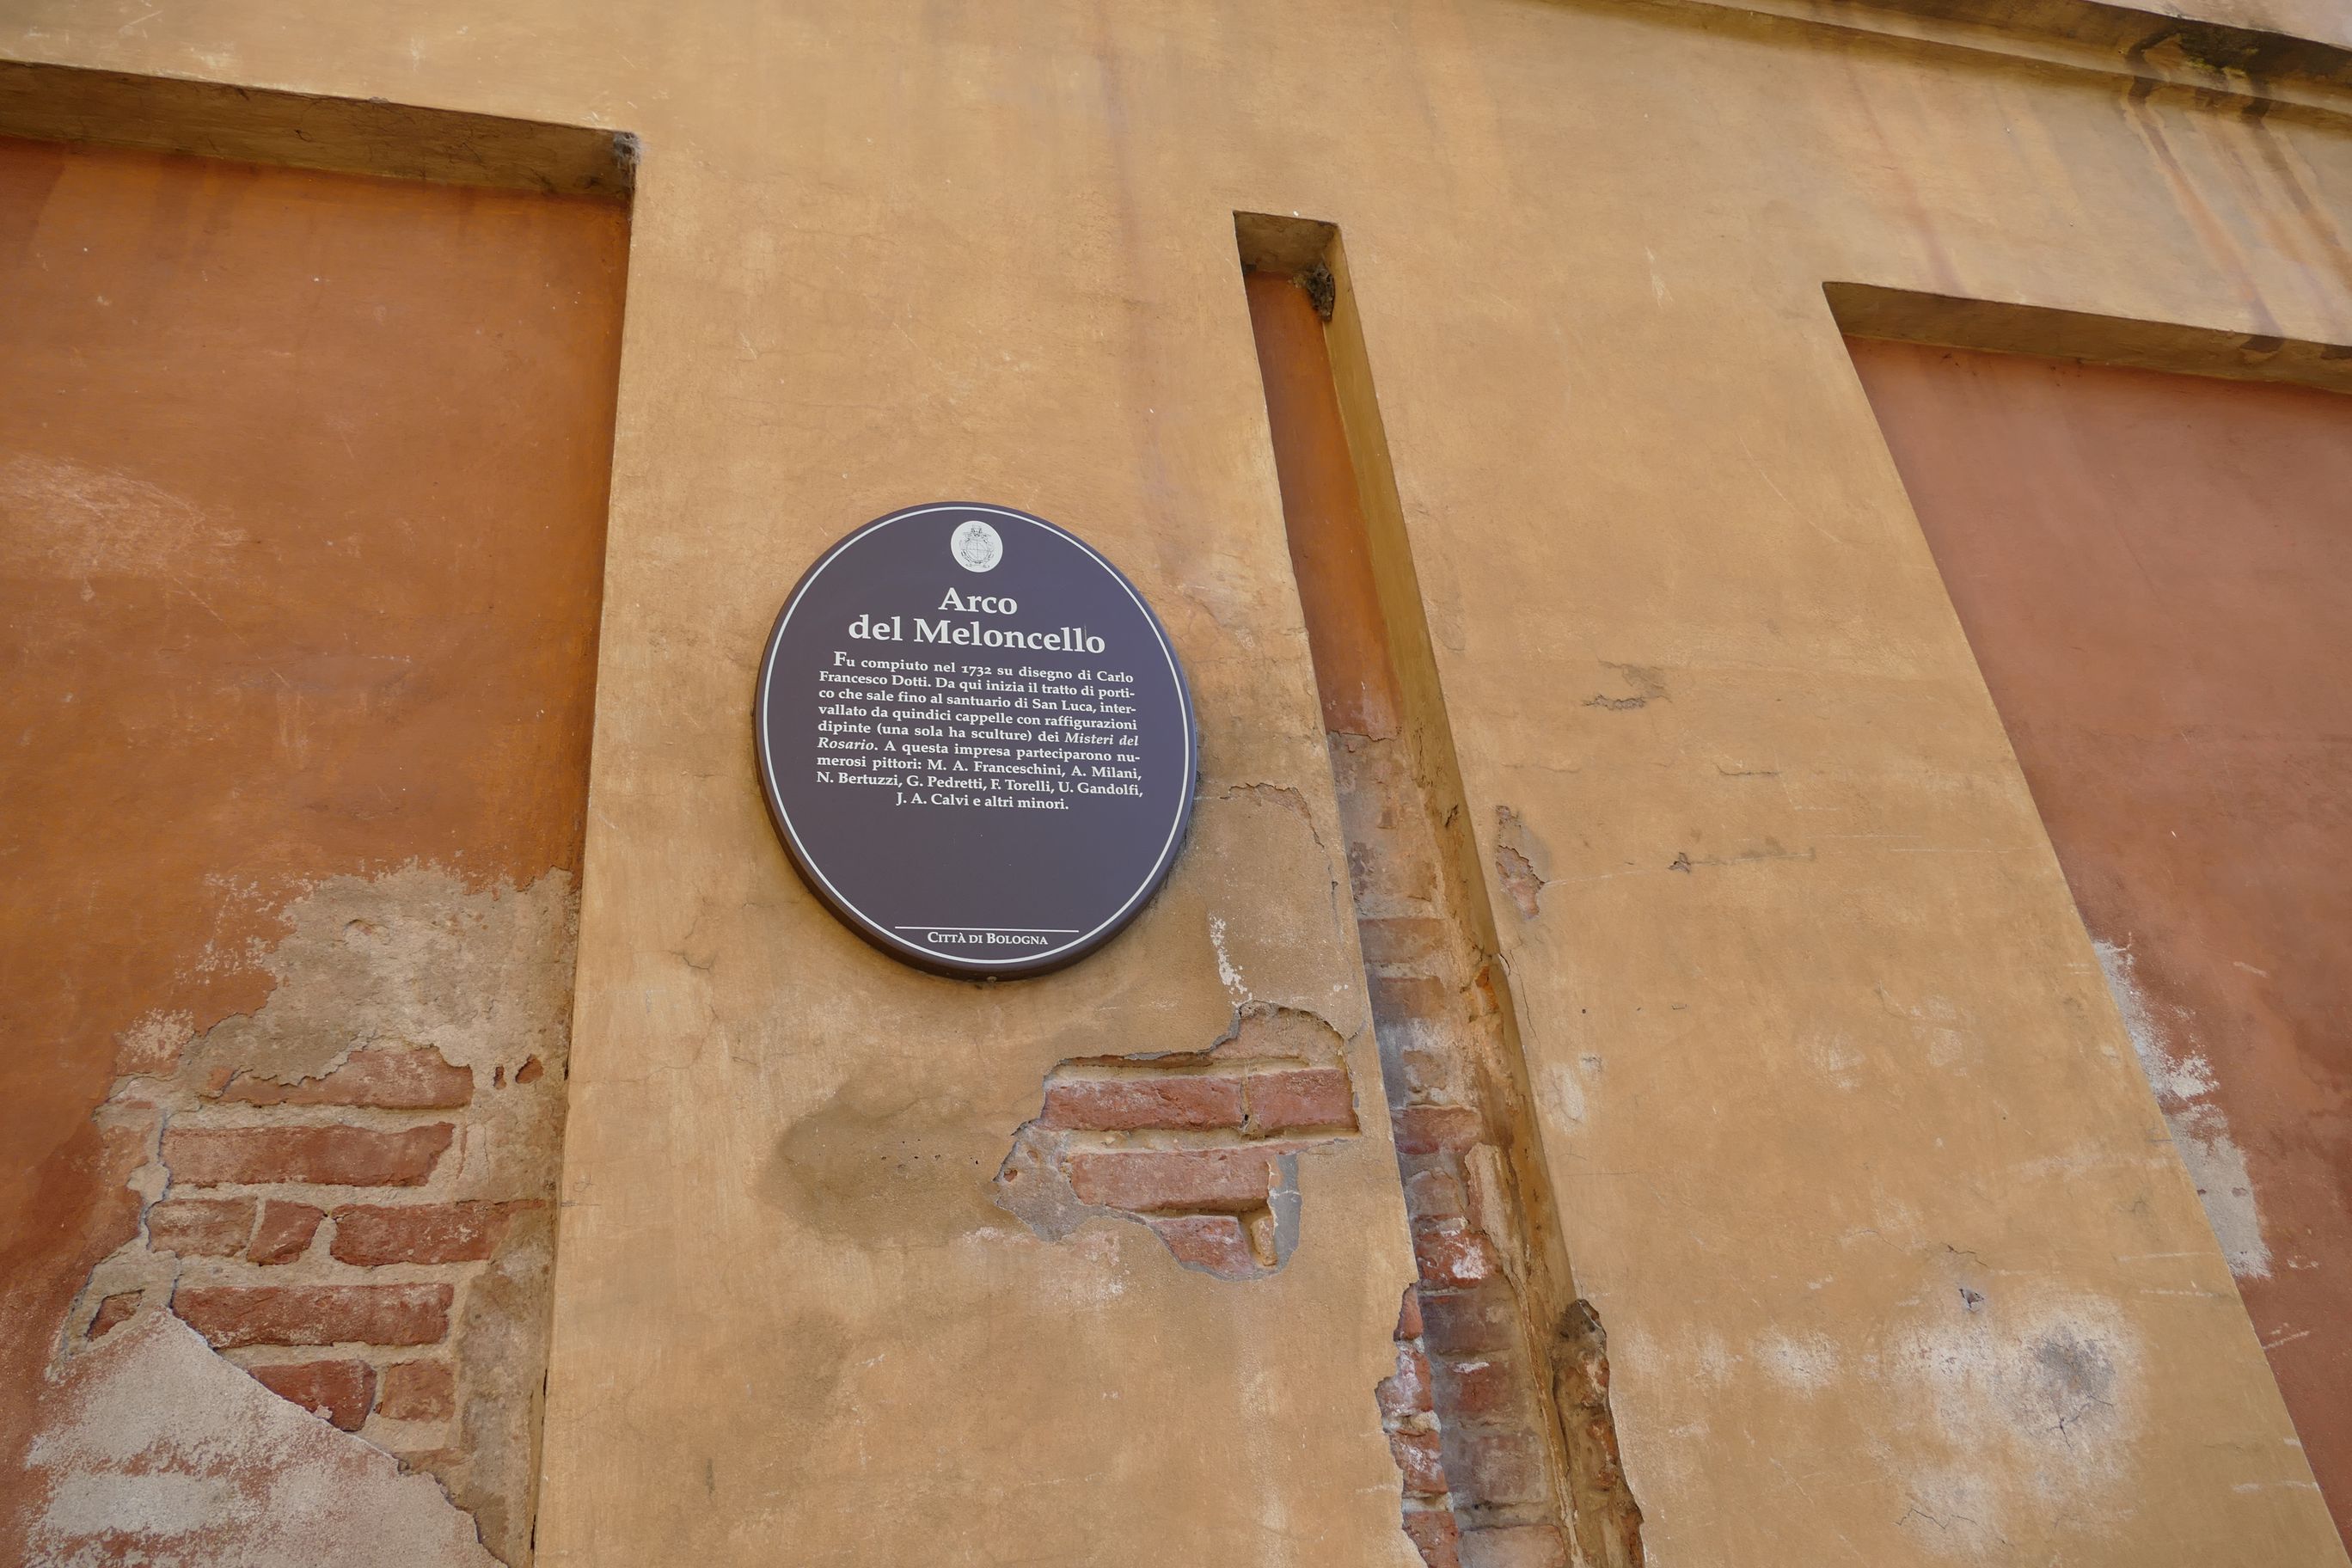 Arco
del Meloncello
Fu compiuto nel 1732 su disegno di Carlo
Francesco Dotti. Da qui inizia il tratto di porti-
co che sale fino al santuario di San Luca, inter-
vallato da quindici cappelle con raffigurazioni
dipinte (una sola ha sculture) dei Misteri del
Rosario. A questa impresa parteciparono nu-
merosi pittori: M. A. Franceschini, A. Milani,
N. Bertuzzi, G. Pedretti, F. Torelli, U. Gandolfi,
J. A. Calvi e altri minori.
CITTÀ DI BOLOGNA